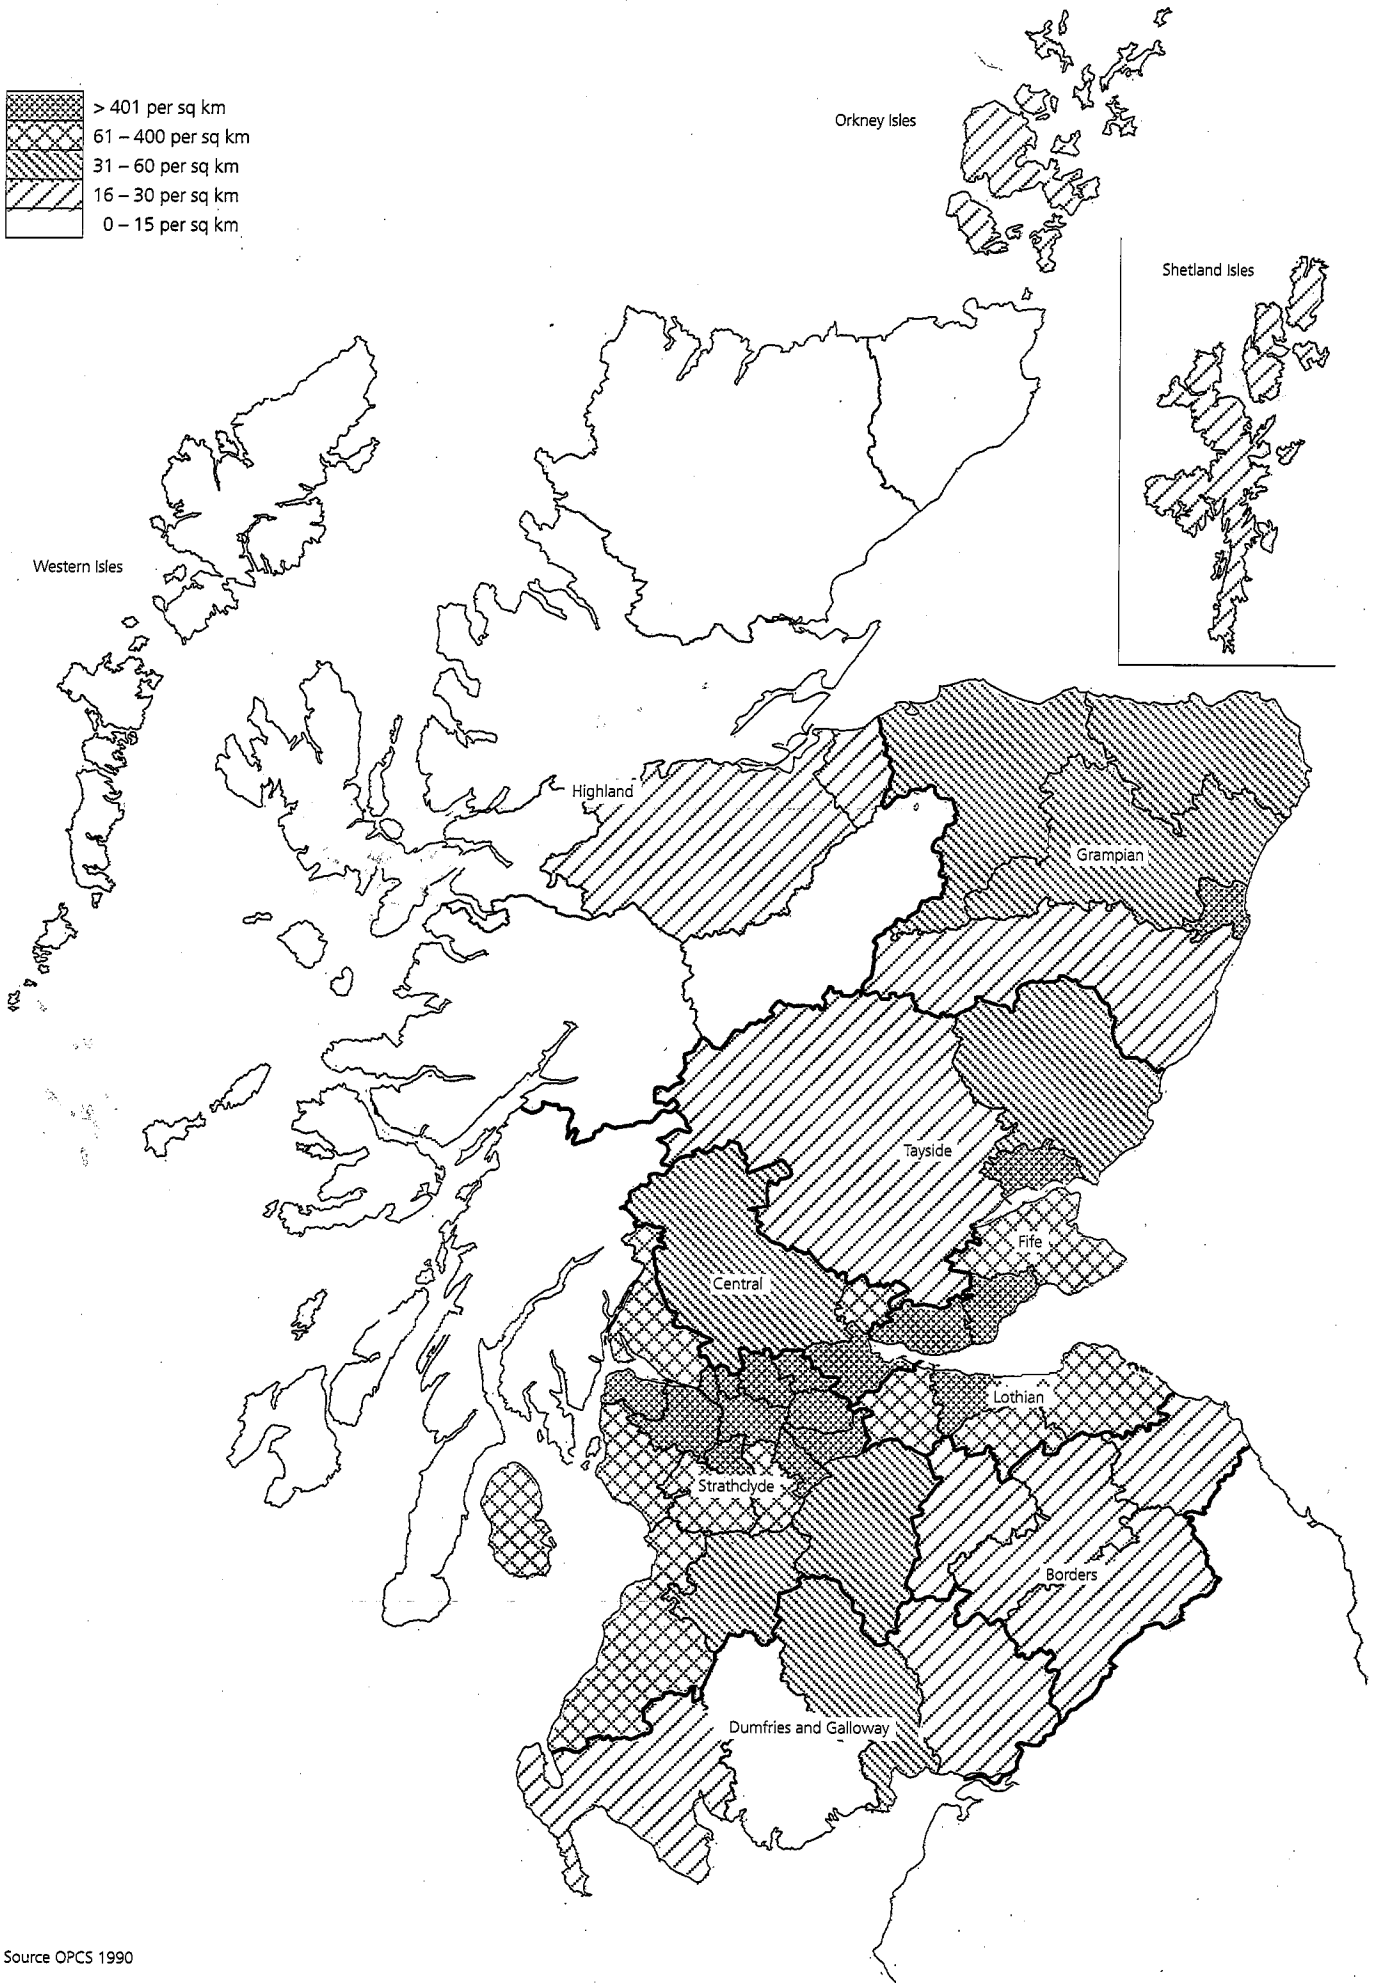 > 401 per sq km
61 – 400 per sq km
31 – 60 per sq km
16 – 30 per sq km
0 – 15 per sq km
Orkney Isles
Shetland Isles
Western Isles
Highland
Grampian
Tayside
Fife
Central
Lothian
Strathclyde
Borders
Dumfries and Galloway
Source OPCS 1990